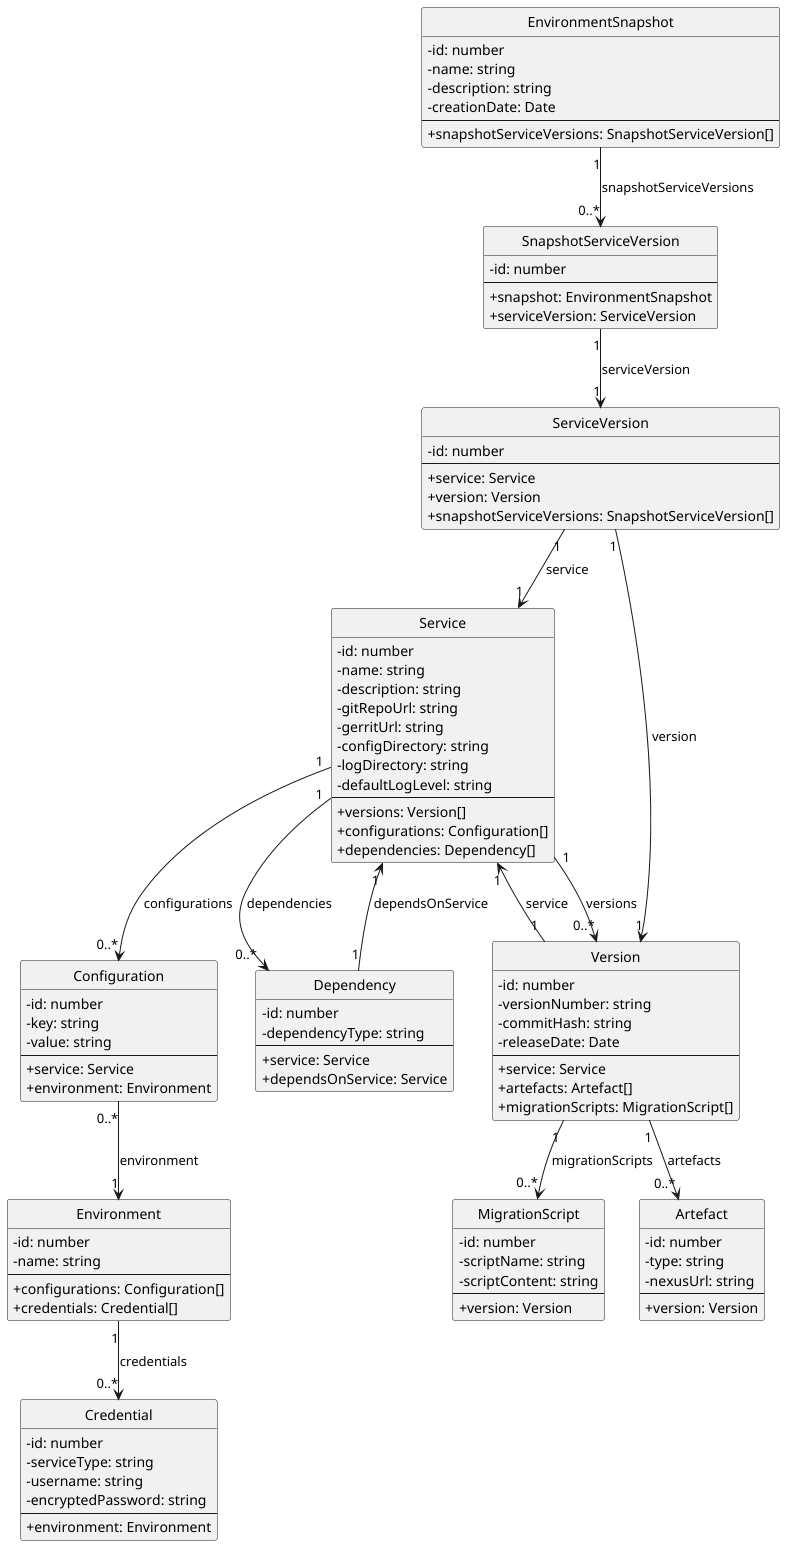 EnvironmentSnapshot
-id: number
-name: string
-description: string
-creationDate: Date
+snapshotServiceVersions: SnapshotServiceVersion[]
1
snapshotServiceVersions
0..*
SnapshotServiceVersion
-id: number
+snapshot: EnvironmentSnapshot
+serviceVersion: ServiceVersion
1
serviceVersion
1
ServiceVersion
-id: number
+service: Service
+version: Version
+snapshotServiceVersions: SnapshotServiceVersion[]
1
1
service
1
version
1
Service
-id: number
-name: string
-description: string
-gitRepoUrl: string
-gerritUrl: string
-configDirectory: string
-logDirectory: string
-defaultLogLevel: string
+versions: Version[]
+configurations: Configuration[]
+dependencies: Dependency[]
1
1
1
1
1
configurations
dependencies
dependsOnService
service
versions
0..*
0..*
1
1
0..*
Configuration
-id: number
-key: string
-value: string
+service: Service
+environment: Environment
Dependency
-id: number
-dependencyType: string
+service: Service
+dependsOnService: Service
Version
-id: number
-versionNumber: string
-commitHash: string
-releaseDate: Date
+service: Service
+artefacts: Artefact[]
+migrationScripts: MigrationScript[]
0..*
environment
1
1
1
migrationScripts
artefacts
0..*
0..*
Environment
-id: number
-name: string
+configurations: Configuration[]
+credentials: Credential[]
MigrationScript
-id: number
-scriptName: string
-scriptContent: string
+version: Version
Artefact
-id: number
-type: string
-nexusUrl: string
+version: Version
1
credentials
0..*
Credential
-id: number
-serviceType: string
-username: string
-encryptedPassword: string
+environment: Environment